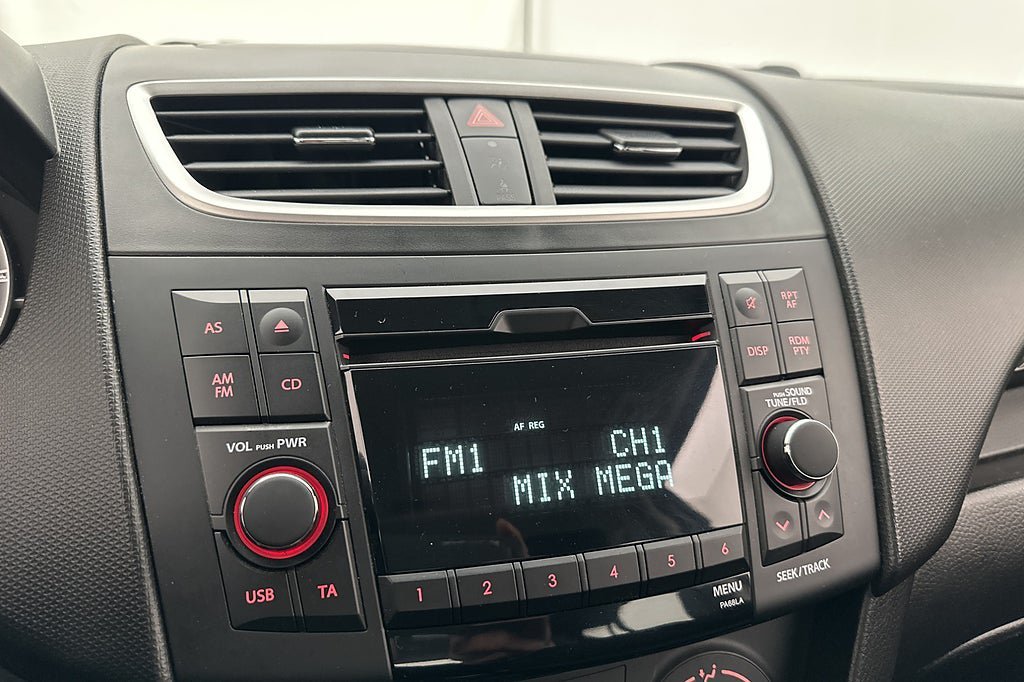 AS
AM
FM
CD
VOL PUSH PWR
USB
TA
AF REG
FM1
CH1
MIX MEGA
1
2
3
4
5
6
MENU
PA68LA
RPT
AF
DISP
RDM
PTY
PUSH SOUND
TUNE/FLD
SEEK/TRACK